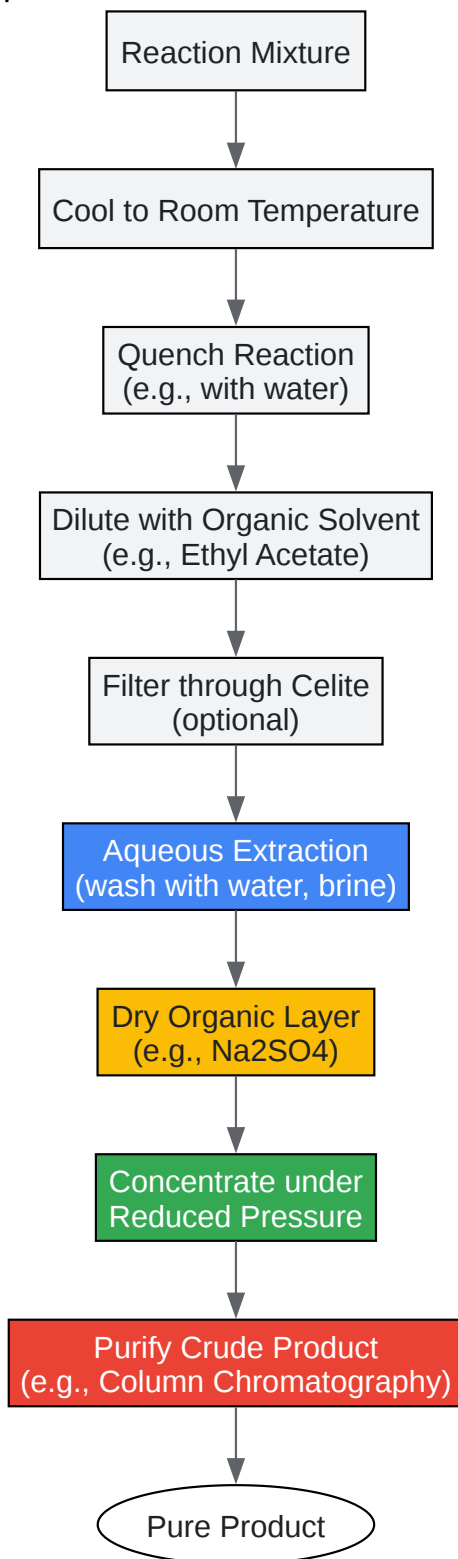 Reaction Mixture
Cool to Room Temperature
Quench Reaction
(e.g., with water)
Dilute with Organic Solvent
(e.g., Ethyl Acetate)
Filter through Celite
(optional)
Aqueous Extraction
(wash with water, brine)
Dry Organic Layer
(e.g., Na2SO4)
Concentrate under
Reduced Pressure
Purify Crude Product
(e.g., Column Chromatography)
Pure Product